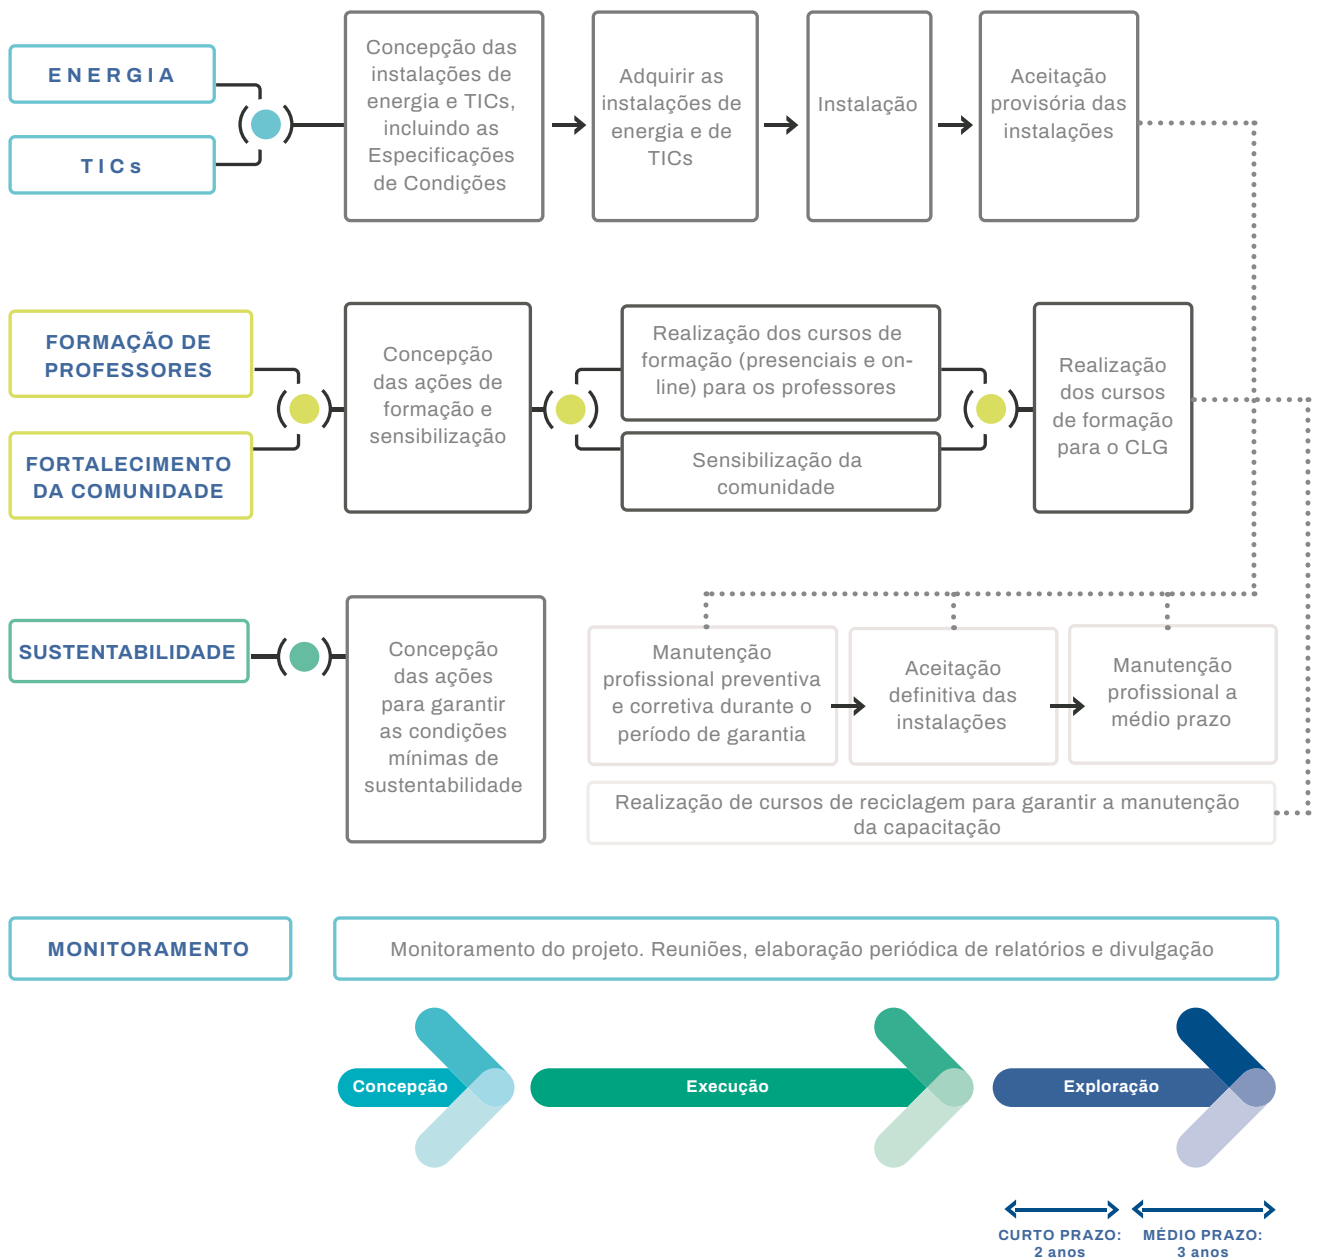 ENERGIA
TICs
Concepção das
instalações de
energia e TICs,
incluindo as
Especificações
de Condições
Adquirir as
instalações de
energia e de
TICs
Instalação
Aceitação
provisória das
instalações
FORMAÇÃO DE
PROFESSORES
FORTALECIMENTO
DA COMUNIDADE
Concepção
das ações de
formação e
sensibilização
Realização dos cursos de
formação (presenciais e on-
line) para os professores
Sensibilização da
comunidade
Realização
dos cursos
de formação
para o CLG
SUSTENTABILIDADE
Concepção
das ações
para garantir
as condições
mínimas de
sustentabilidade
Manutenção
profissional preventiva
e corretiva durante o
período de garantia
Aceitação
definitiva das
instalações
Manutenção
profissional a
médio prazo
Realização de cursos de reciclagem para garantir a manutenção
da capacitação
MONITORAMENTO
Monitoramento do projeto. Reuniões, elaboração periódica de relatórios e divulgação
Concepção
Execução
Exploração
CURTO PRAZO:
2 anos
MÉDIO PRAZO:
3 anos